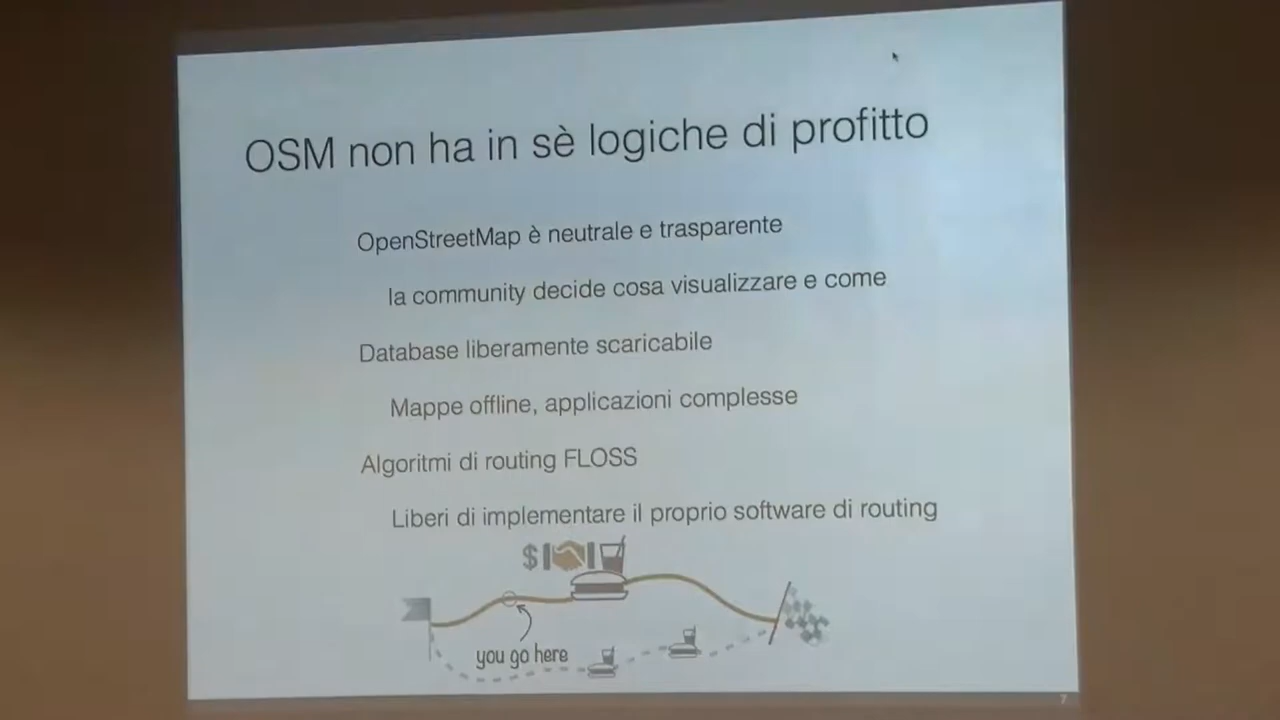 OSM non ha in sè logiche di profitto
OpenStreetMap è neutrale e trasparente
la community decide cosa visualizzare e come
Database liberamente scaricabile
Mappe offline, applicazioni complesse
Algoritmi di routing FLOSS
Liberi di implementare il proprio software di routing
$
you go here
7